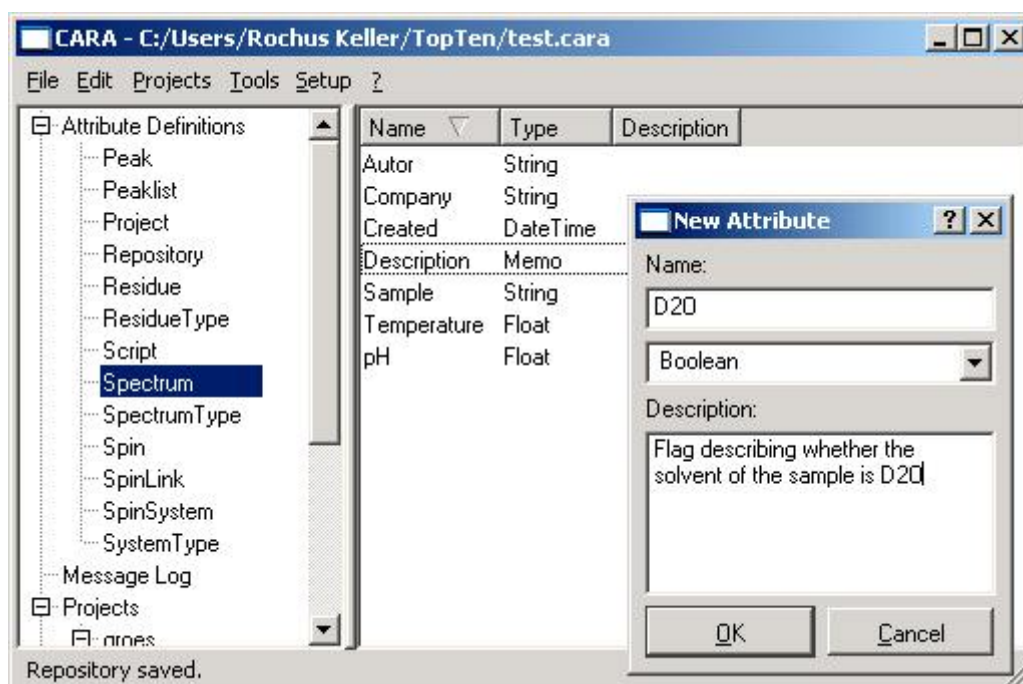 CARA - C:/Users/Rochus Keller/TopTen/test.cara
File Edit Projects Tools Setup ?
Attribute Definitions
Peak
Peaklist
Project
Repository
Residue
ResidueType
Script
Spectrum
SpectrumType
Spin
SpinLink
SpinSystem
SystemType
Message Log
Projects
groes
Name Type Description
Autor String
Company String
Created DateTime
Description Memo
Sample String
Temperature Float
pH Float
New Attribute
Name:
D2O
Boolean
Description:
Flag describing whether the
solvent of the sample is D2O
OK Cancel
Repository saved.